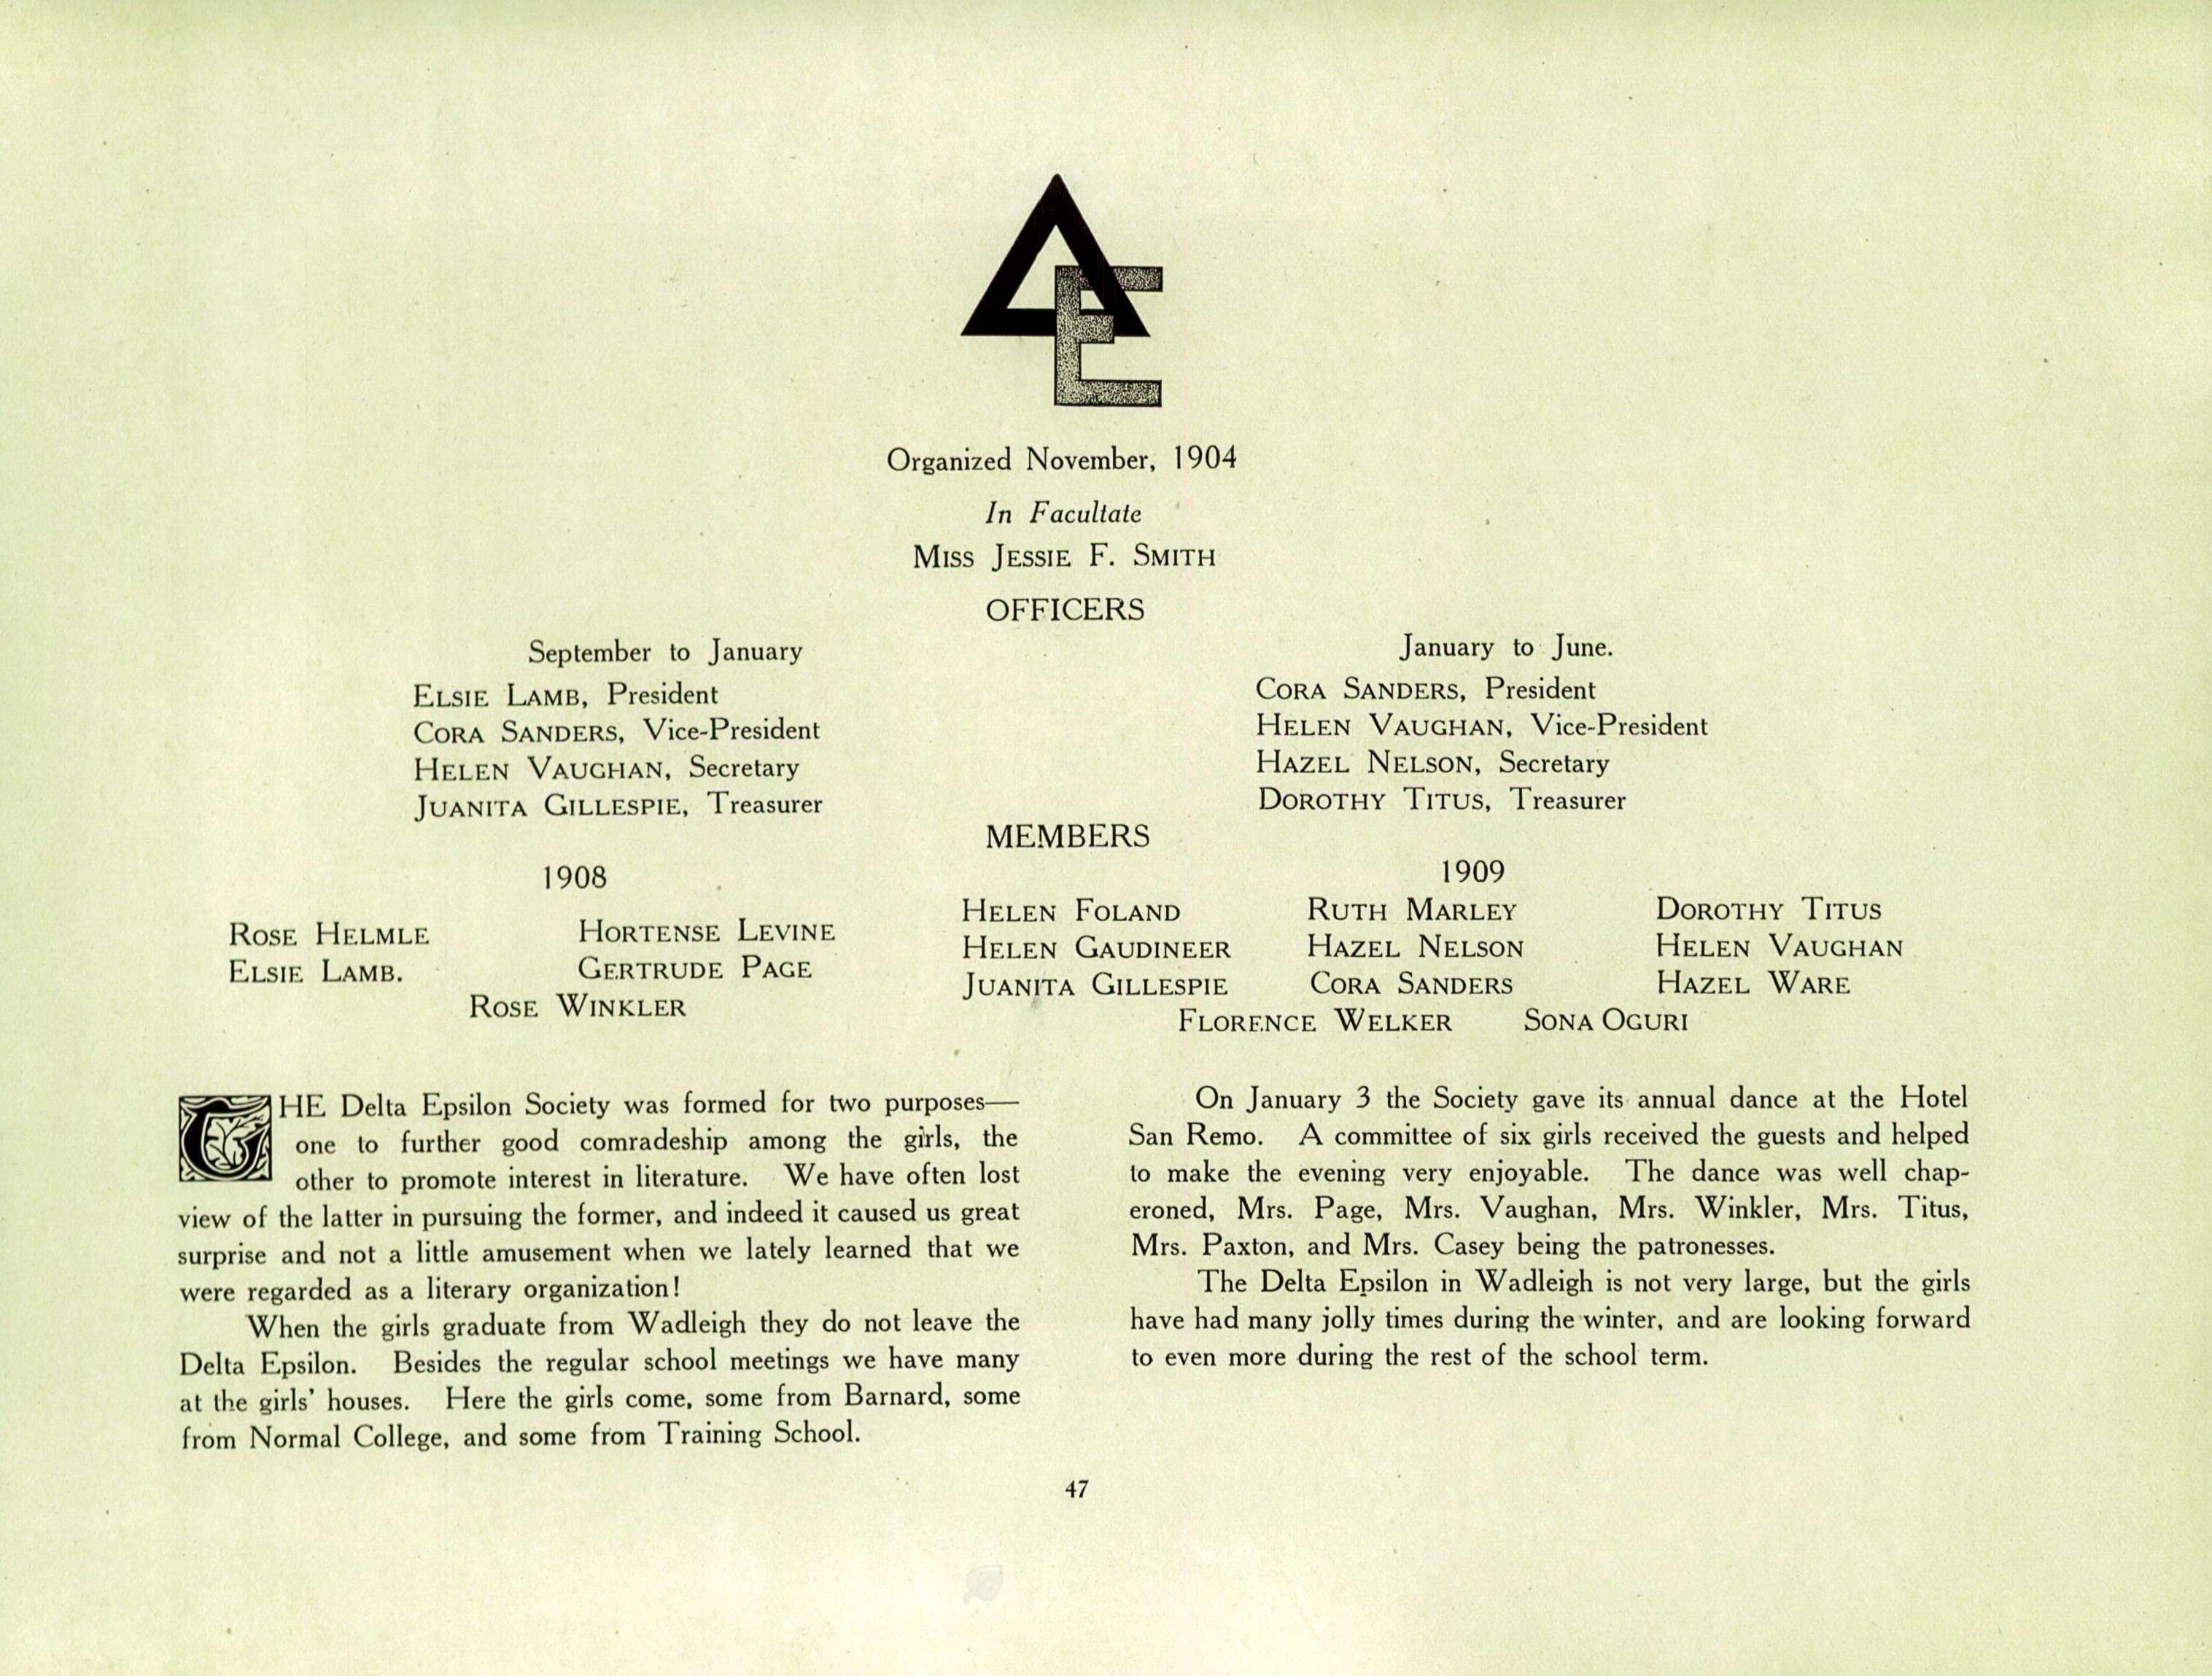 ΔE
Organized November, 1904
In Facultate
MISS JESSIE F. SMITH
OFFICERS
September to January
ELSIE LAMB, President
CORA SANDERS, Vice-President
HELEN VAUGHAN, Secretary
JUANITA GILLESPIE, Treasurer
January to June.
CORA SANDERS, President
HELEN VAUGHAN, Vice-President
HAZEL NELSON, Secretary
DOROTHY TITUS, Treasurer
MEMBERS
1908
ROSE HELMLE HORTENSE LEVINE
ELSIE LAMB. GERTRUDE PAGE
ROSE WINKLER
1909
HELEN FOLAND RUTH MARLEY DOROTHY TITUS
HELEN GAUDINEER HAZEL NELSON HELEN VAUGHAN
JUANITA GILLESPIE CORA SANDERS HAZEL WARE
FLORENCE WELKER SONA OGURI
THE Delta Epsilon Society was formed for two purposes—
one to further good comradeship among the girls, the
other to promote interest in literature. We have often lost
view of the latter in pursuing the former, and indeed it caused us great
surprise and not a little amusement when we lately learned that we
were regarded as a literary organization!
When the girls graduate from Wadleigh they do not leave the
Delta Epsilon. Besides the regular school meetings we have many
at the girls' houses. Here the girls come, some from Barnard, some
from Normal College, and some from Training School.
On January 3 the Society gave its annual dance at the Hotel
San Remo. A committee of six girls received the guests and helped
to make the evening very enjoyable. The dance was well chap-
eroned, Mrs. Page, Mrs. Vaughan, Mrs. Winkler, Mrs. Titus,
Mrs. Paxton, and Mrs. Casey being the patronesses.
The Delta Epsilon in Wadleigh is not very large, but the girls
have had many jolly times during the winter, and are looking forward
to even more during the rest of the school term.
47